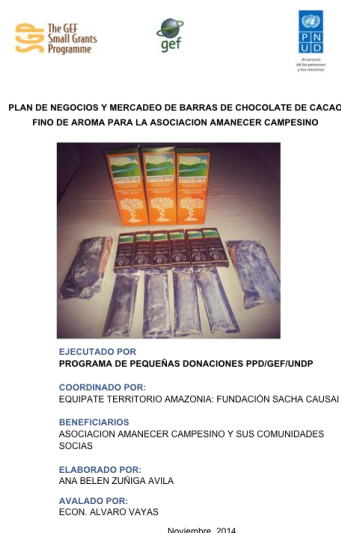 The GEF
Small Grants
Programme
gef
P N
U D
Al servicio
de las personas
y las naciones
PLAN DE NEGOCIOS Y MERCADEO DE BARRAS DE CHOCOLATE DE CACAO
FINO DE AROMA PARA LA ASOCIACION AMANECER CAMPESINO
EJECUTADO POR
PROGRAMA DE PEQUEÑAS DONACIONES PPD/GEF/UNDP
COORDINADO POR:
EQUIPATE TERRITORIO AMAZONIA: FUNDACIÓN SACHA CAUSAI
BENEFICIARIOS
ASOCIACION AMANECER CAMPESINO Y SUS COMUNIDADES
SOCIAS
ELABORADO POR:
ANA BELEN ZUÑIGA AVILA
AVALADO POR:
ECON. ALVARO VAYAS
Noviembre, 2014